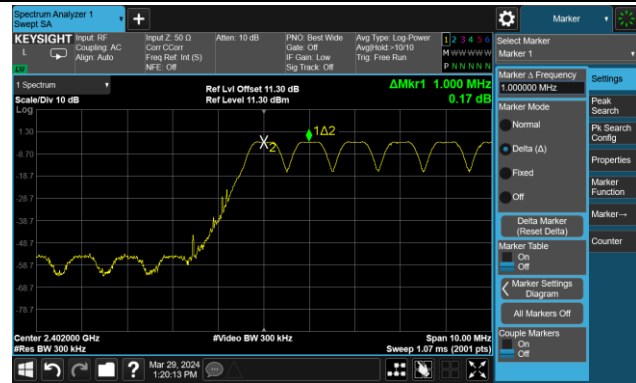 Spectrum Analyzer 1
Swept SA
Marker
KEYSIGHT
L
Input: RF
Coupling: AC
Align: Auto
Input Z: 50 Ω
Corr CCorr
Freq Ref: Int (S)
NFE: Off
Atten: 10 dB
PNO: Best Wide
Gate: Off
IF Gain: Low
Sig Track: Off
Avg Type: Log-Power
Avg|Hold:>10/10
Trig: Free Run
1 2 3 4 5 6
M W W W W W
P N N N N N
Select Marker
Marker 1
1 Spectrum
Scale/Div 10 dB
Log
Ref Lvl Offset 11.30 dB
Ref Level 11.30 dBm
ΔMkr1 1.000 MHz
0.17 dB
1.30
-8.70
-18.7
-28.7
-38.7
-48.7
-58.7
-68.7
-78.7
X2
1Δ2
Center 2.402000 GHz
#Res BW 300 kHz
#Video BW 300 kHz
Span 10.00 MHz
Sweep 1.07 ms (2001 pts)
Marker Δ Frequency
1.000000 MHz
Marker Mode
Normal
Delta (Δ)
Fixed
Off
Delta Marker
(Reset Delta)
Marker Table
On
Off
Marker Settings
Diagram
All Markers Off
Couple Markers
On
Off
Settings
Peak
Search
Pk Search
Config
Properties
Marker
Function
Marker→
Counter
?
Mar 29, 2024
1:20:13 PM